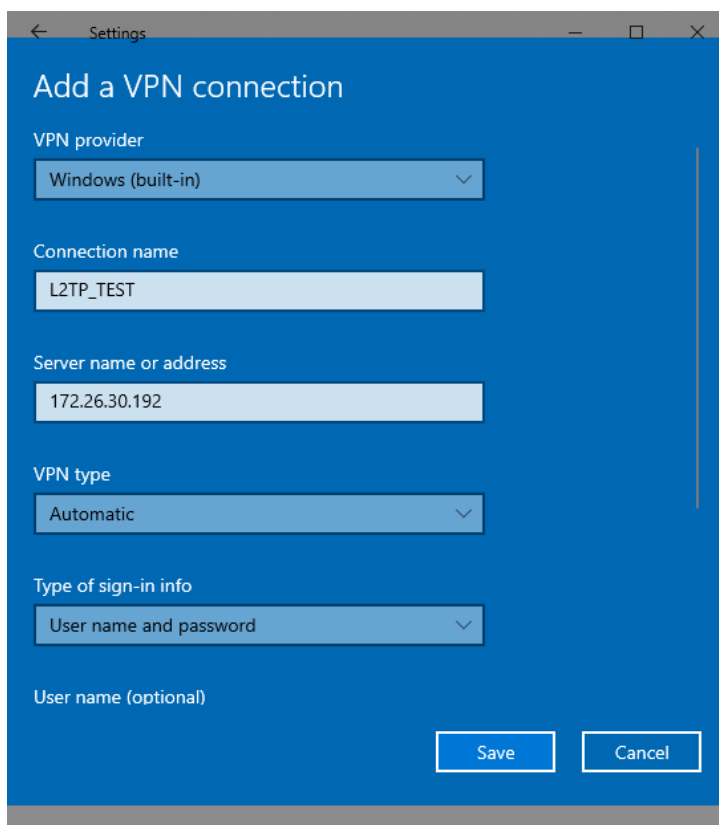 Settings
Add a VPN connection
VPN provider
Windows (built-in)
Connection name
L2TP_TEST
Server name or address
172.26.30.192
VPN type
Automatic
Type of sign-in info
User name and password
User name (optional)
Save Cancel